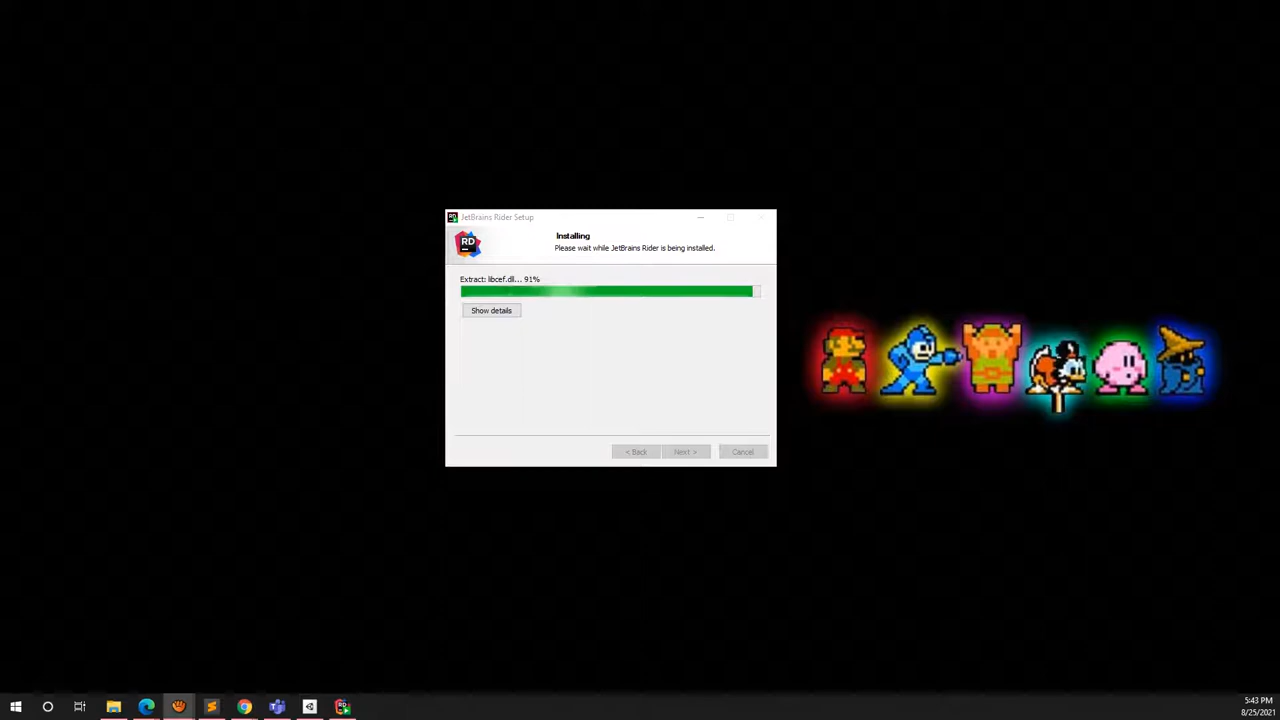 JetBrains Rider Setup
RD
Installing
Please wait while JetBrains Rider is being installed.
Extract: libcef.dll... 91%
Show details
< Back
Next >
Cancel
5:43 PM
8/25/2021